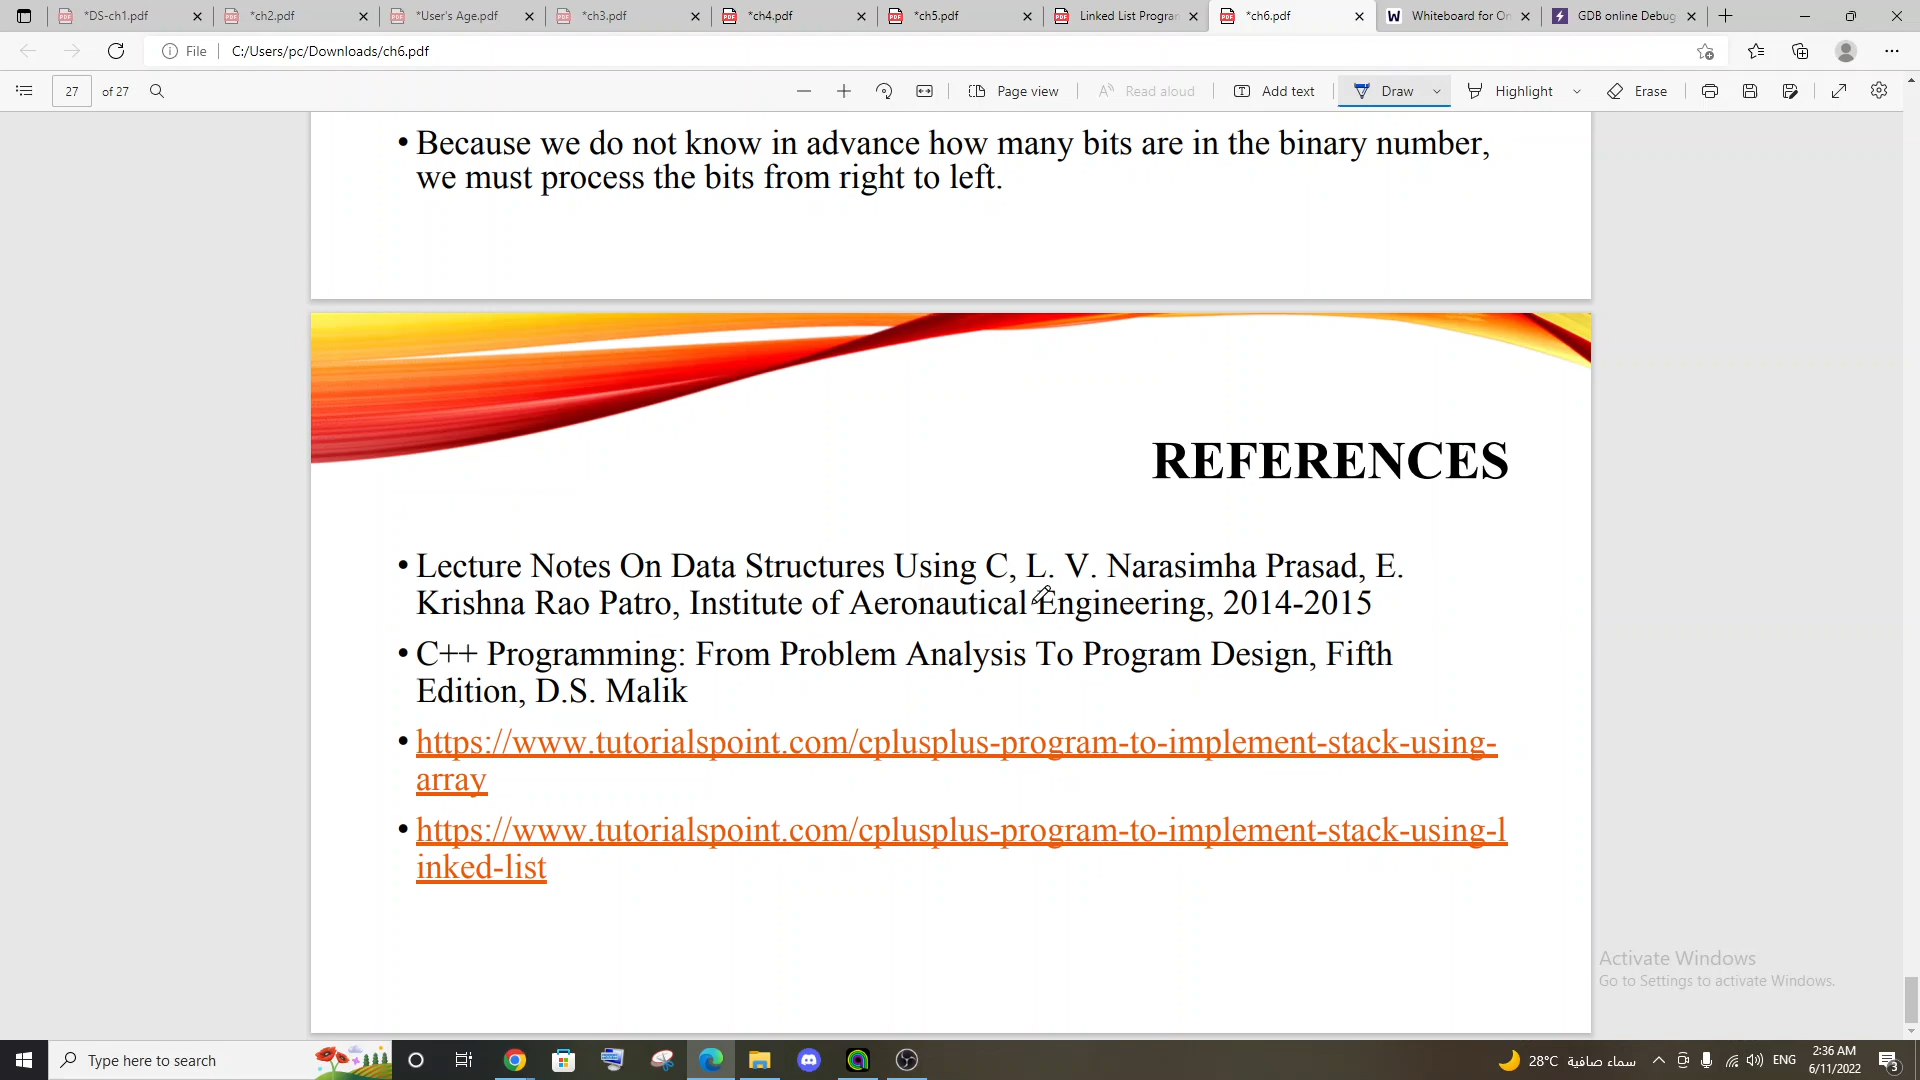 *DS-ch1.pdf
*ch2.pdf
*User's Age.pdf
*ch3.pdf
*ch4.pdf
*ch5.pdf
Linked List Progra
*ch6.pdf
Whiteboard for O
GDB online Debug
File
C:/Users/pc/Downloads/ch6.pdf
27
of 27
Page view
Read aloud
Add text
Draw
Highlight
Erase
• Because we do not know in advance how many bits are in the binary number,
we must process the bits from right to left.
REFERENCES
• Lecture Notes On Data Structures Using C, L. V. Narasimha Prasad, E.
Krishna Rao Patro, Institute of Aeronautical Engineering, 2014-2015
• C++ Programming: From Problem Analysis To Program Design, Fifth
Edition, D.S. Malik
• https://www.tutorialspoint.com/cplusplus-program-to-implement-stack-using-
array
• https://www.tutorialspoint.com/cplusplus-program-to-implement-stack-using-l
inked-list
Activate Windows
Go to Settings to activate Windows.
Type here to search
28°C سماء صافية
ENG
2:36 AM
6/11/2022
3